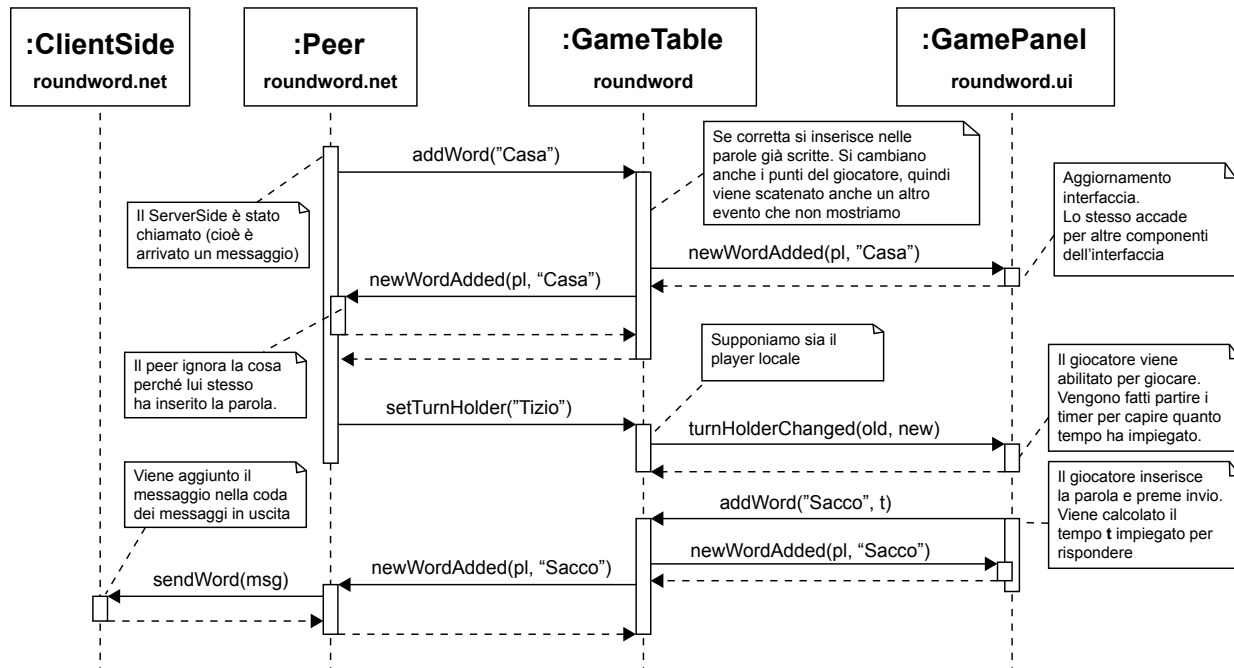 :ClientSide
roundword.net
:Peer
roundword.net
:GameTable
roundword
:GamePanel
roundword.ui
addWord("Casa”)
Se corretta si inserisce nelle
parole già scritte. Si cambiano
anche i punti del giocatore, quindi
viene scatenato anche un altro
evento che non mostriamo
Aggiornamento
interfaccia.
Lo stesso accade
per altre componenti
dell’interfaccia
Il ServerSide è stato
chiamato (cioè è
arrivato un messaggio)
newWordAdded(pl, “Casa”)
newWordAdded(pl, “Casa”)
Supponiamo sia il
player locale
Il peer ignora la cosa
perché lui stesso
ha inserito la parola.
Il giocatore viene
abilitato per giocare.
Vengono fatti partire i
timer per capire quanto
tempo ha impiegato.
setTurnHolder("Tizio”)
turnHolderChanged(old, new)
Viene aggiunto il
messaggio nella coda
dei messaggi in uscita
Il giocatore inserisce
la parola e preme invio.
Viene calcolato il
tempo t impiegato per
rispondere
addWord("Sacco”, t)
newWordAdded(pl, “Sacco”)
newWordAdded(pl, “Sacco”)
sendWord(msg)